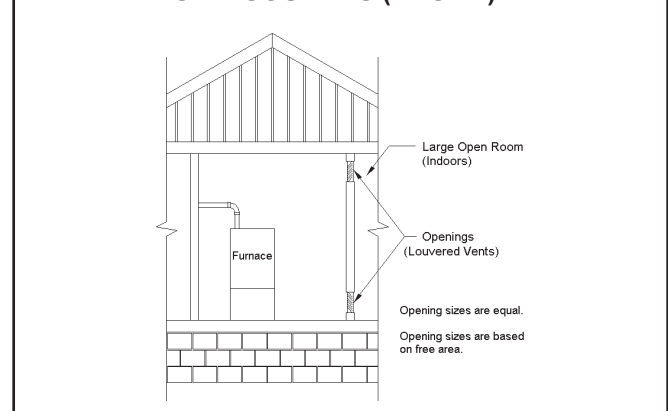 Large Open Room
(Indoors)
Openings
(Louvered Vents)
Furnace
Opening sizes are equal.
Opening sizes are based
on free area.